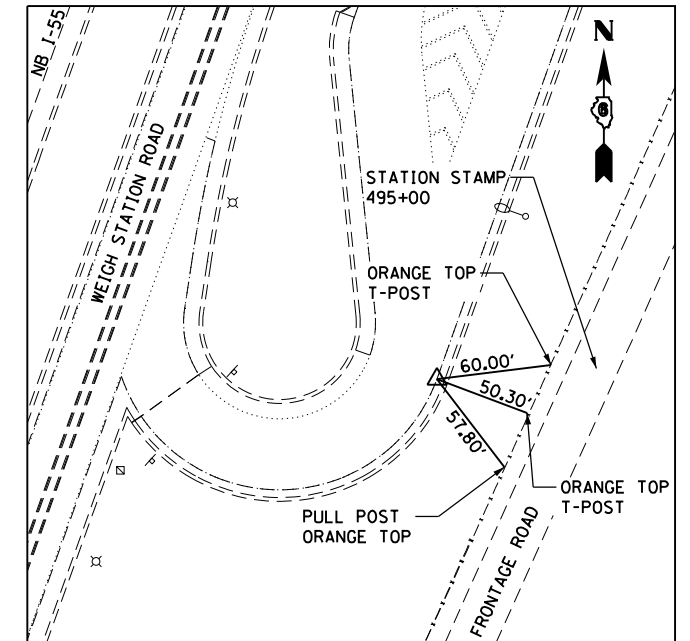 NB I-55
N
6
WEIGH STATION ROAD
STATION STAMP
495+00
ORANGE TOP
T-POST
60.00'
50.30'
57.80'
PULL POST
ORANGE TOP
ORANGE TOP
T-POST
FRONTAGE ROAD